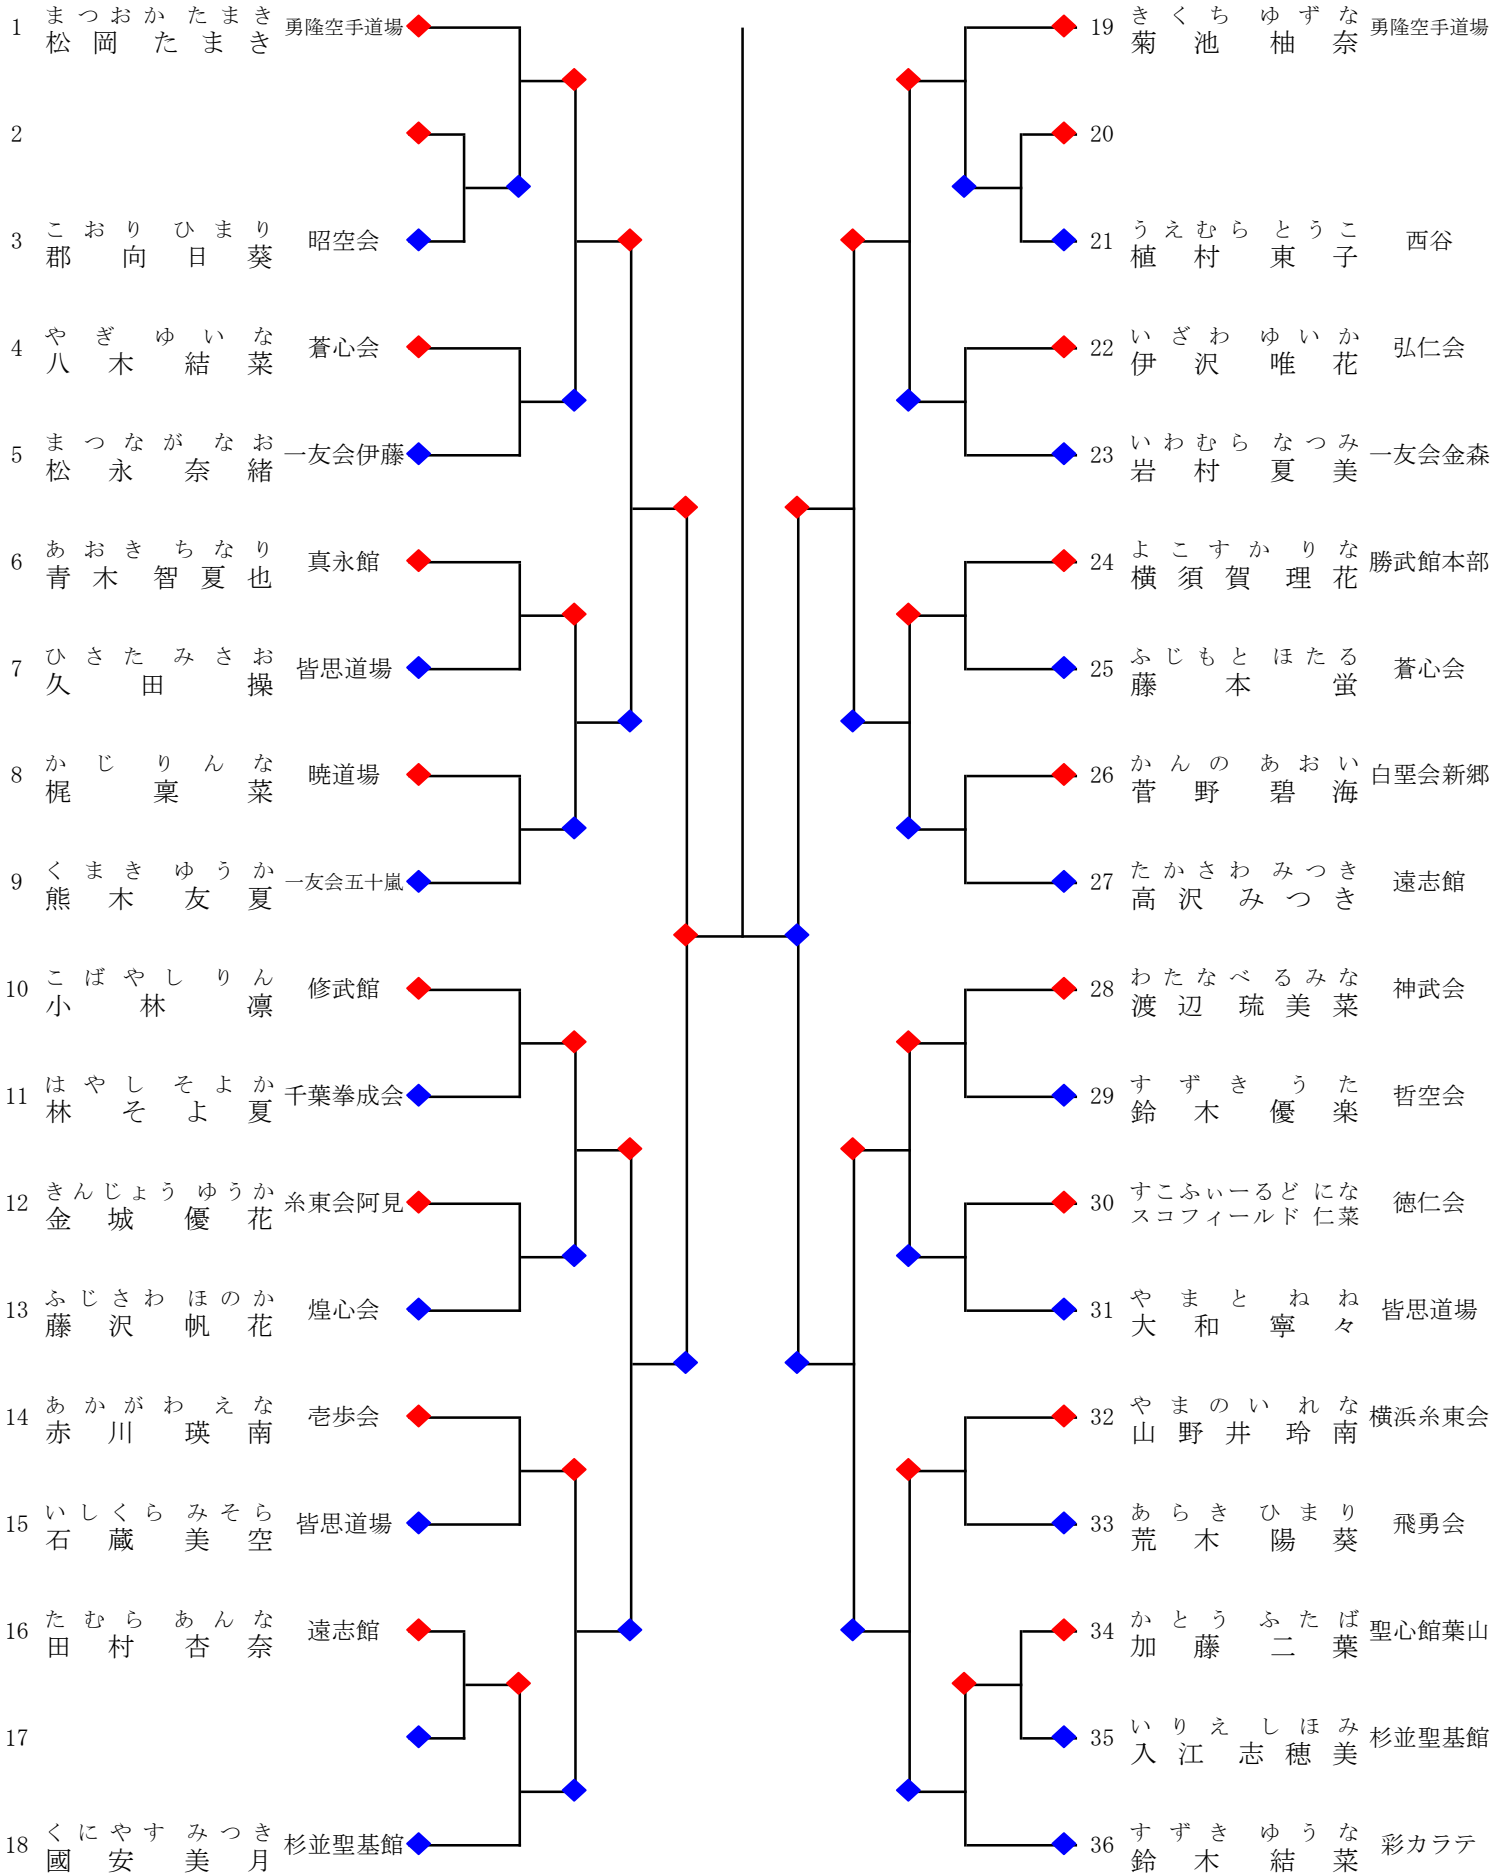 1 まつおか たまき
松岡 たまき 勇隆空手道場
2
3 こおり ひまり
郡 向日葵 昭空会
4 やぎ ゆいな
八木 結菜 蒼心会
5 まつなが なお
松永 奈緒 一友会伊藤
6 あおき ちなり
青木 智夏也 真永館
7 ひさた みさお
久田 操 皆思道場
8 かじ りんな
梶 稟菜 暁道場
9 くまき ゆうか
熊木 友夏 一友会五十嵐
10 こばやし りん
小林 凛 修武館
11 はやし そよか
林 そよ夏 千葉拳成会
12 きんじょう ゆうか
金城 優花 糸東会阿見
13 ふじさわ ほのか
藤沢 帆花 煌心会
14 あかがわ えな
赤川 瑛南 壱歩会
15 いしくら みそら
石蔵 美空 皆思道場
16 たむら あんな
田村 杏奈 遠志館
17
18 くにやす みつき
國安 美月 杉並聖基館
19 きくち ゆずな
菊池 柚奈 勇隆空手道場
20
21 うえむら とうこ
植村 東子 西谷
22 いざわ ゆいか
伊沢 唯花 弘仁会
23 いわむら なつみ
岩村 夏美 一友会金森
24 よこすか りな
横須賀 理花 勝武館本部
25 ふじもと ほたる
藤本 蛍 蒼心会
26 かんの あおい
菅野 碧海 白堊会新郷
27 たかさわ みつき
高沢 みつき 遠志館
28 わたなべ るみな
渡辺 琉美菜 神武会
29 すずき うた
鈴木 優楽 哲空会
30 すこふぃーるど にな
スコフィールド 仁菜 徳仁会
31 やまと ねね
大和 寧々 皆思道場
32 やまのい れな
山野井 玲南 横浜糸東会
33 あらき ひまり
荒木 陽葵 飛勇会
34 かとう ふたば
加藤 二葉 聖心館葉山
35 いりえ しほみ
入江 志穂美 杉並聖基館
36 すずき ゆうな
鈴木 結菜 彩カラテ